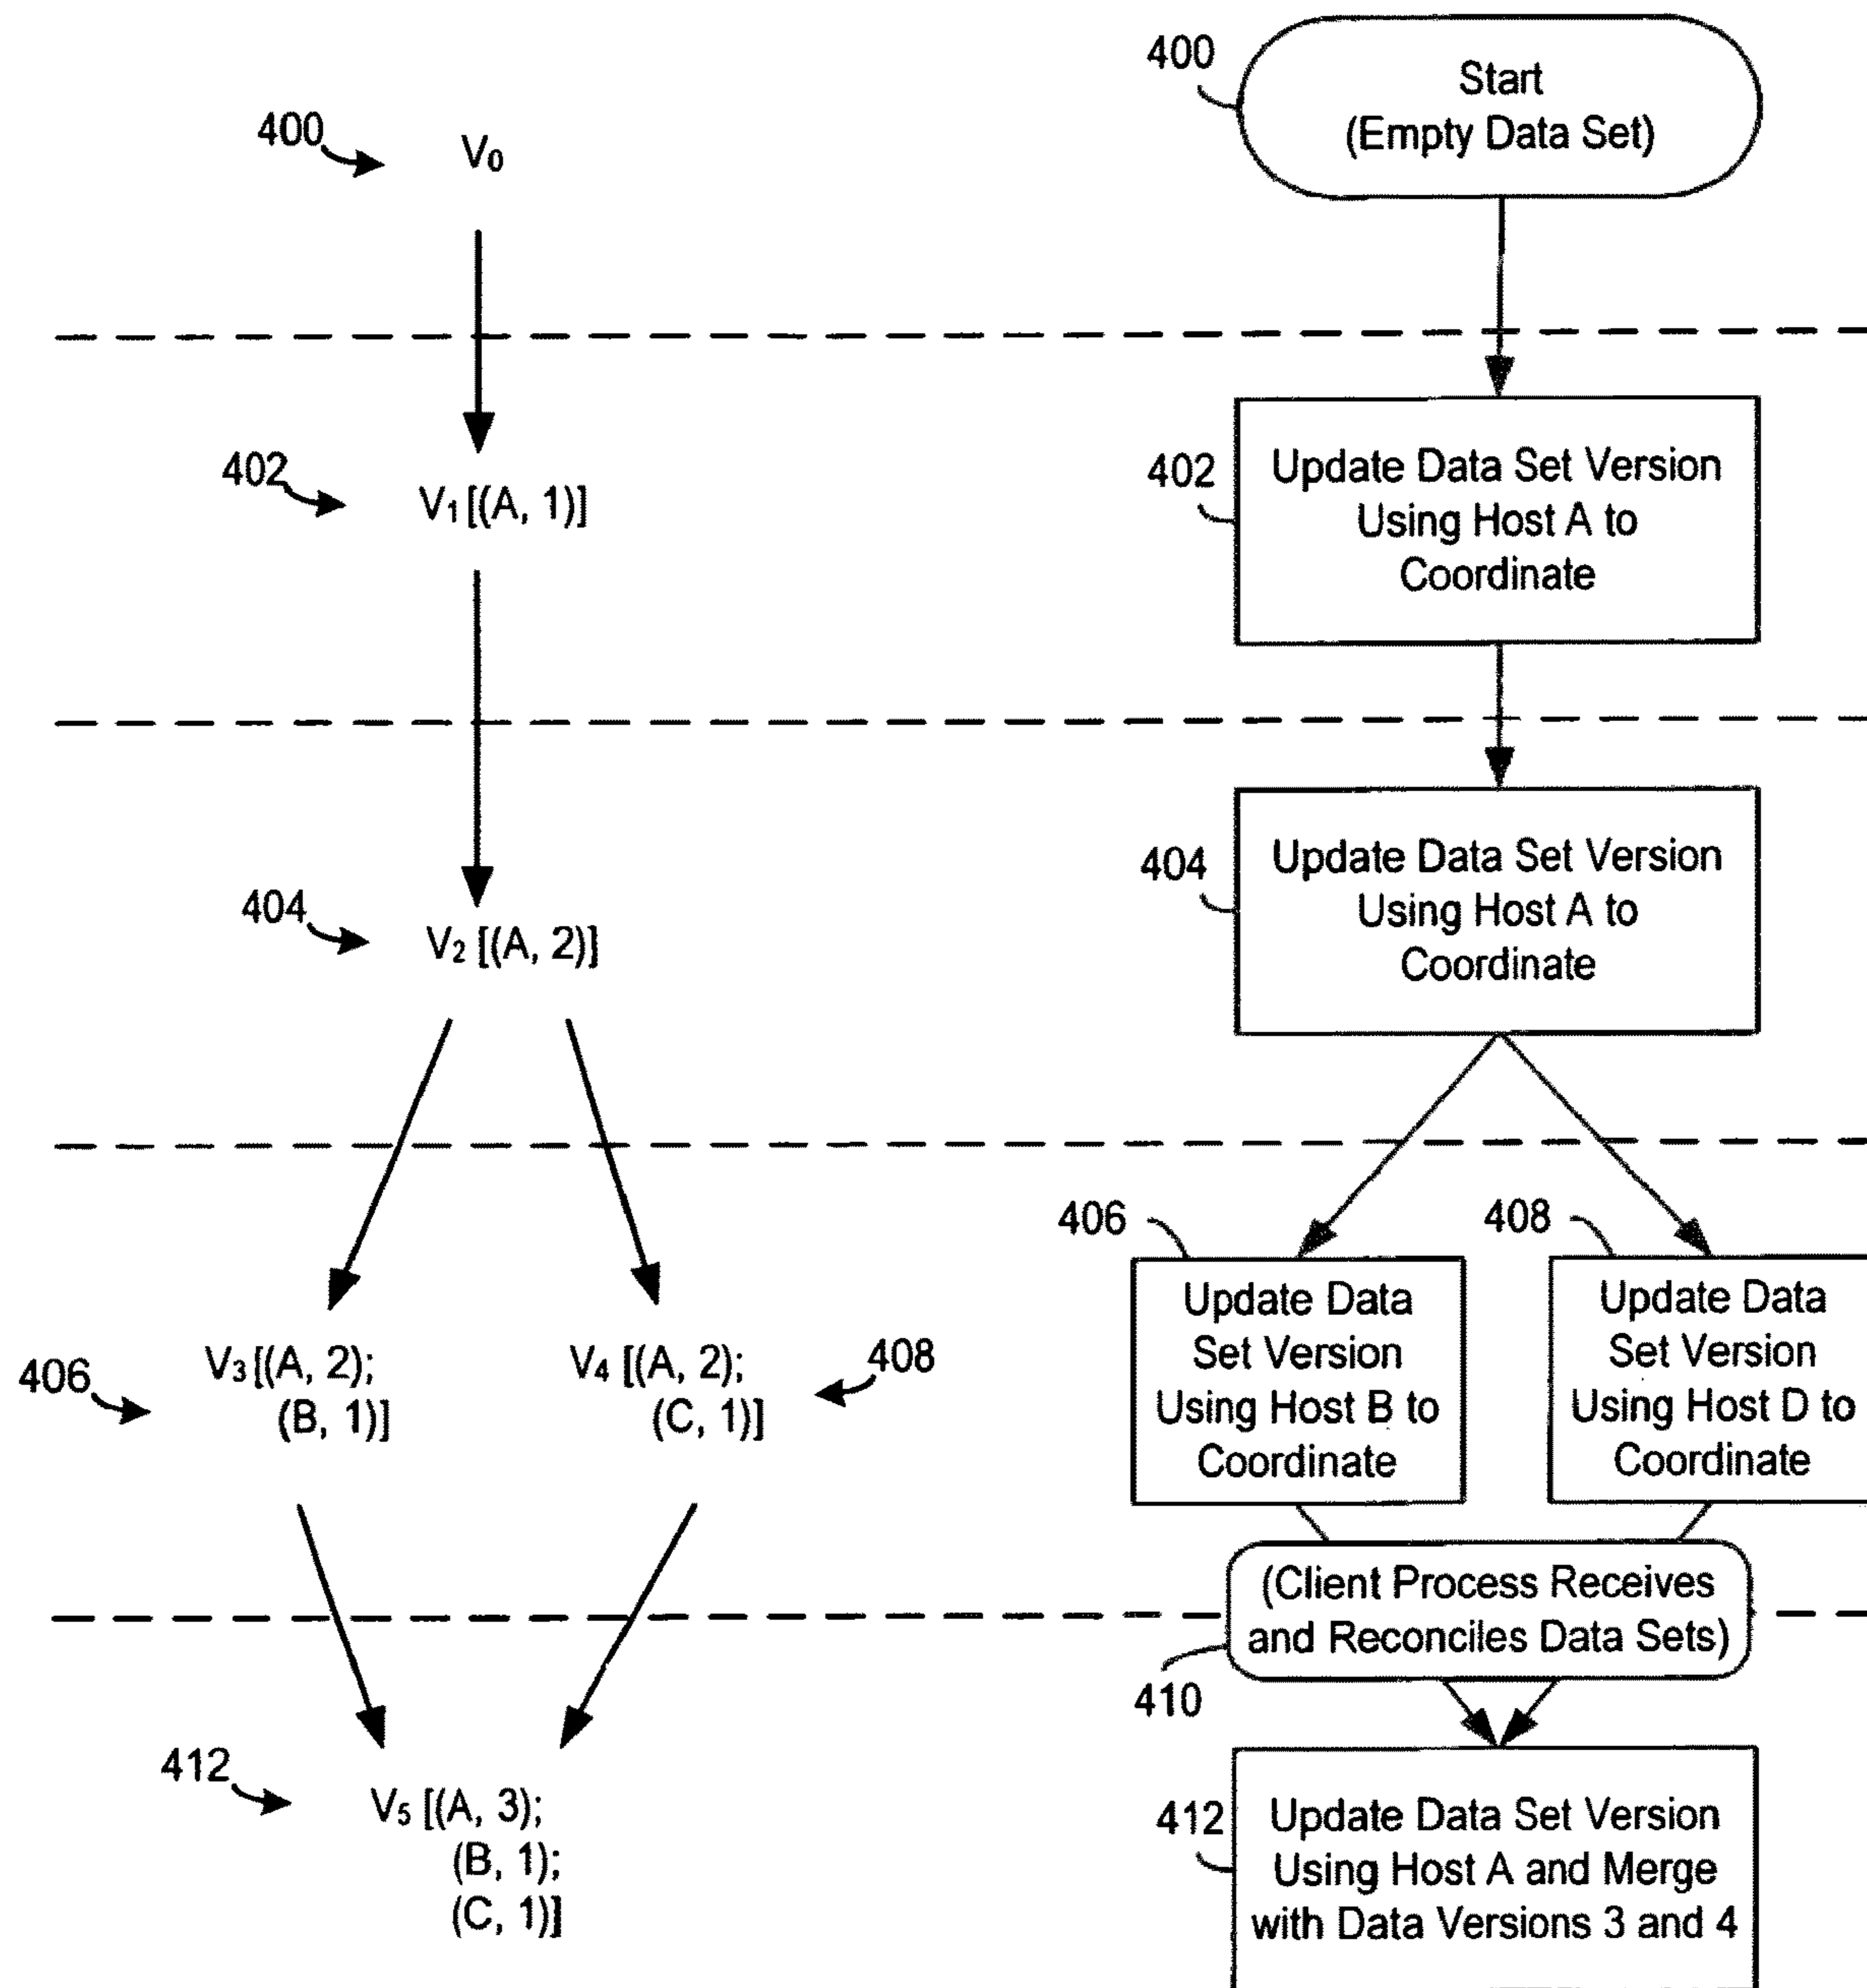 400
Start
(Empty Data Set)
400
V₀
402
V₁ [(A, 1)]
402
Update Data Set Version
Using Host A to
Coordinate
404
V₂ [(A, 2)]
404
Update Data Set Version
Using Host A to
Coordinate
406
V₃ [(A, 2);
(B, 1)]
V₄ [(A, 2);
(C, 1)]
408
406
Update Data
Set Version
Using Host B to
Coordinate
408
Update Data
Set Version
Using Host D to
Coordinate
(Client Process Receives
and Reconciles Data Sets)
410
412
V₅ [(A, 3);
(B, 1);
(C, 1)]
412
Update Data Set Version
Using Host A and Merge
with Data Versions 3 and 4